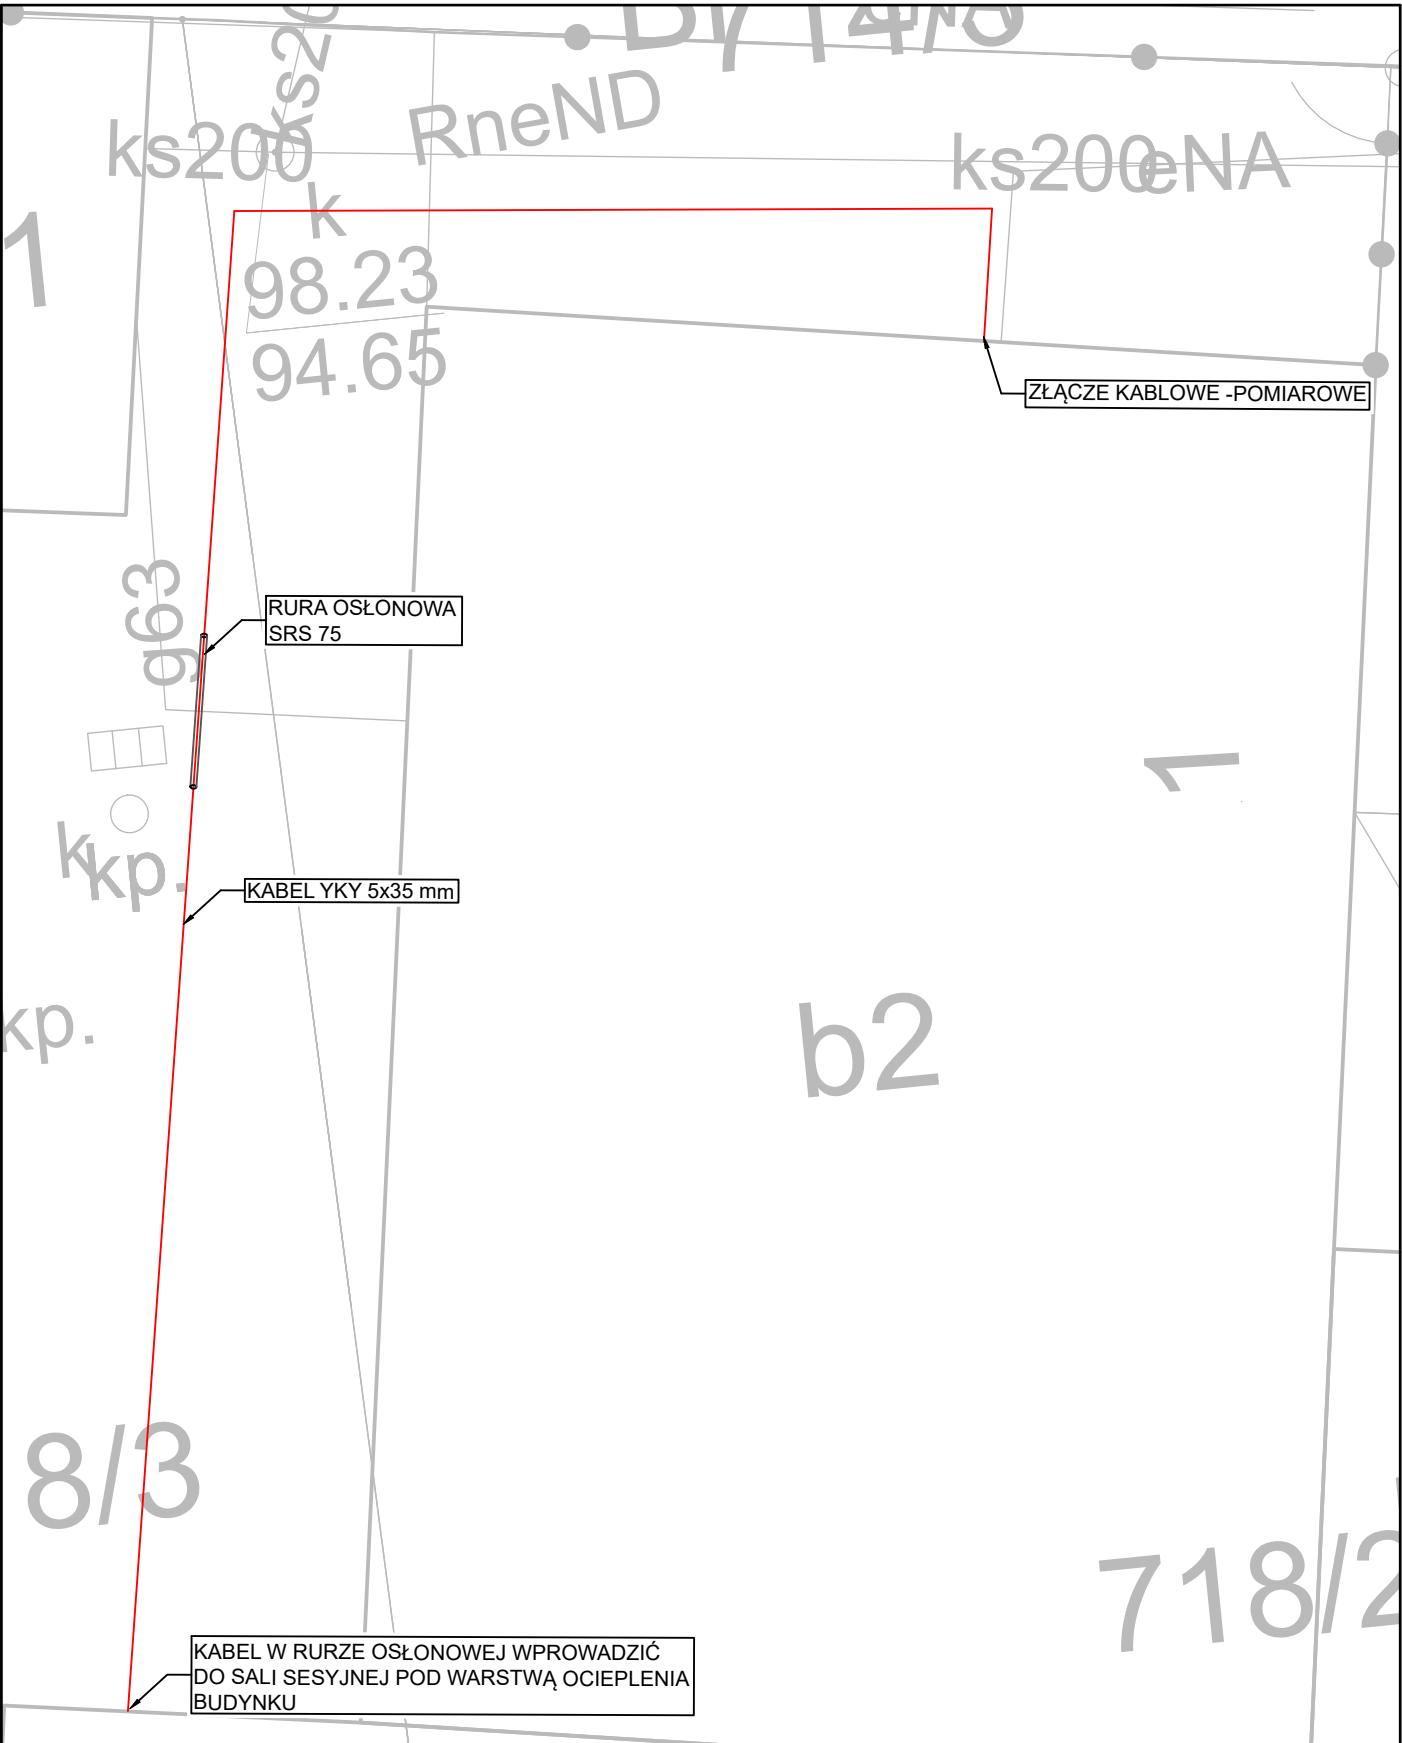 ks200
RneND
ks200
eNA
k
1
98.23
94.65
ZŁĄCZE KABLOWE -POMIAROWE
g63
RURA OSŁONOWA
SRS 75
1
k
kp.
KABEL YKY 5x35 mm
kp.
b2
8/3
718/2
KABEL W RURZE OSŁONOWEJ WPROWADZIĆ
DO SALI SESYJNEJ POD WARSTWĄ OCIEPLENIA
BUDYNKU